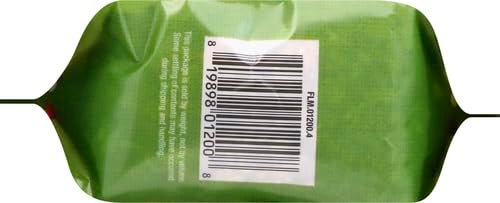 FLM.01200.4
8 19898 01200 8
This package is sold by weight, not by volume.
Some settling of contents may have occurred
during shipping and handling.